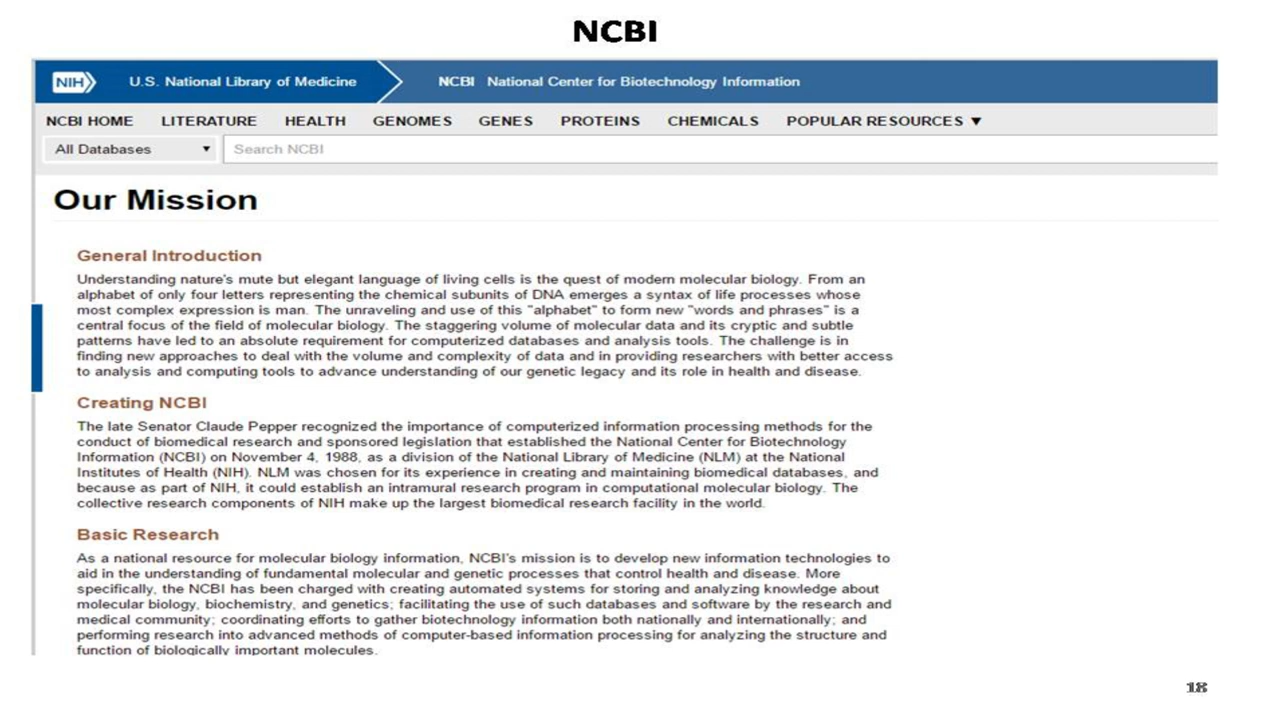 NCBI
NIH U.S. National Library of Medicine NCBI National Center for Biotechnology Information
NCBI HOME LITERATURE HEALTH GENOMES GENES PROTEINS CHEMICALS POPULAR RESOURCES ▼
All Databases ▼ Search NCBI
Our Mission
General Introduction
Understanding nature's mute but elegant language of living cells is the quest of modern molecular biology. From an
alphabet of only four letters representing the chemical subunits of DNA emerges a syntax of life processes whose
most complex expression is man. The unraveling and use of this "alphabet" to form new "words and phrases" is a
central focus of the field of molecular biology. The staggering volume of molecular data and its cryptic and subtle
patterns have led to an absolute requirement for computerized databases and analysis tools. The challenge is in
finding new approaches to deal with the volume and complexity of data and in providing researchers with better access
to analysis and computing tools to advance understanding of our genetic legacy and its role in health and disease.
Creating NCBI
The late Senator Claude Pepper recognized the importance of computerized information processing methods for the
conduct of biomedical research and sponsored legislation that established the National Center for Biotechnology
Information (NCBI) on November 4, 1988, as a division of the National Library of Medicine (NLM) at the National
Institutes of Health (NIH). NLM was chosen for its experience in creating and maintaining biomedical databases, and
because as part of NIH, it could establish an intramural research program in computational molecular biology. The
collective research components of NIH make up the largest biomedical research facility in the world.
Basic Research
As a national resource for molecular biology information, NCBI's mission is to develop new information technologies to
aid in the understanding of fundamental molecular and genetic processes that control health and disease. More
specifically, the NCBI has been charged with creating automated systems for storing and analyzing knowledge about
molecular biology, biochemistry, and genetics; facilitating the use of such databases and software by the research and
medical community; coordinating efforts to gather biotechnology information both nationally and internationally; and
performing research into advanced methods of computer-based information processing for analyzing the structure and
function of biologically important molecules.
18